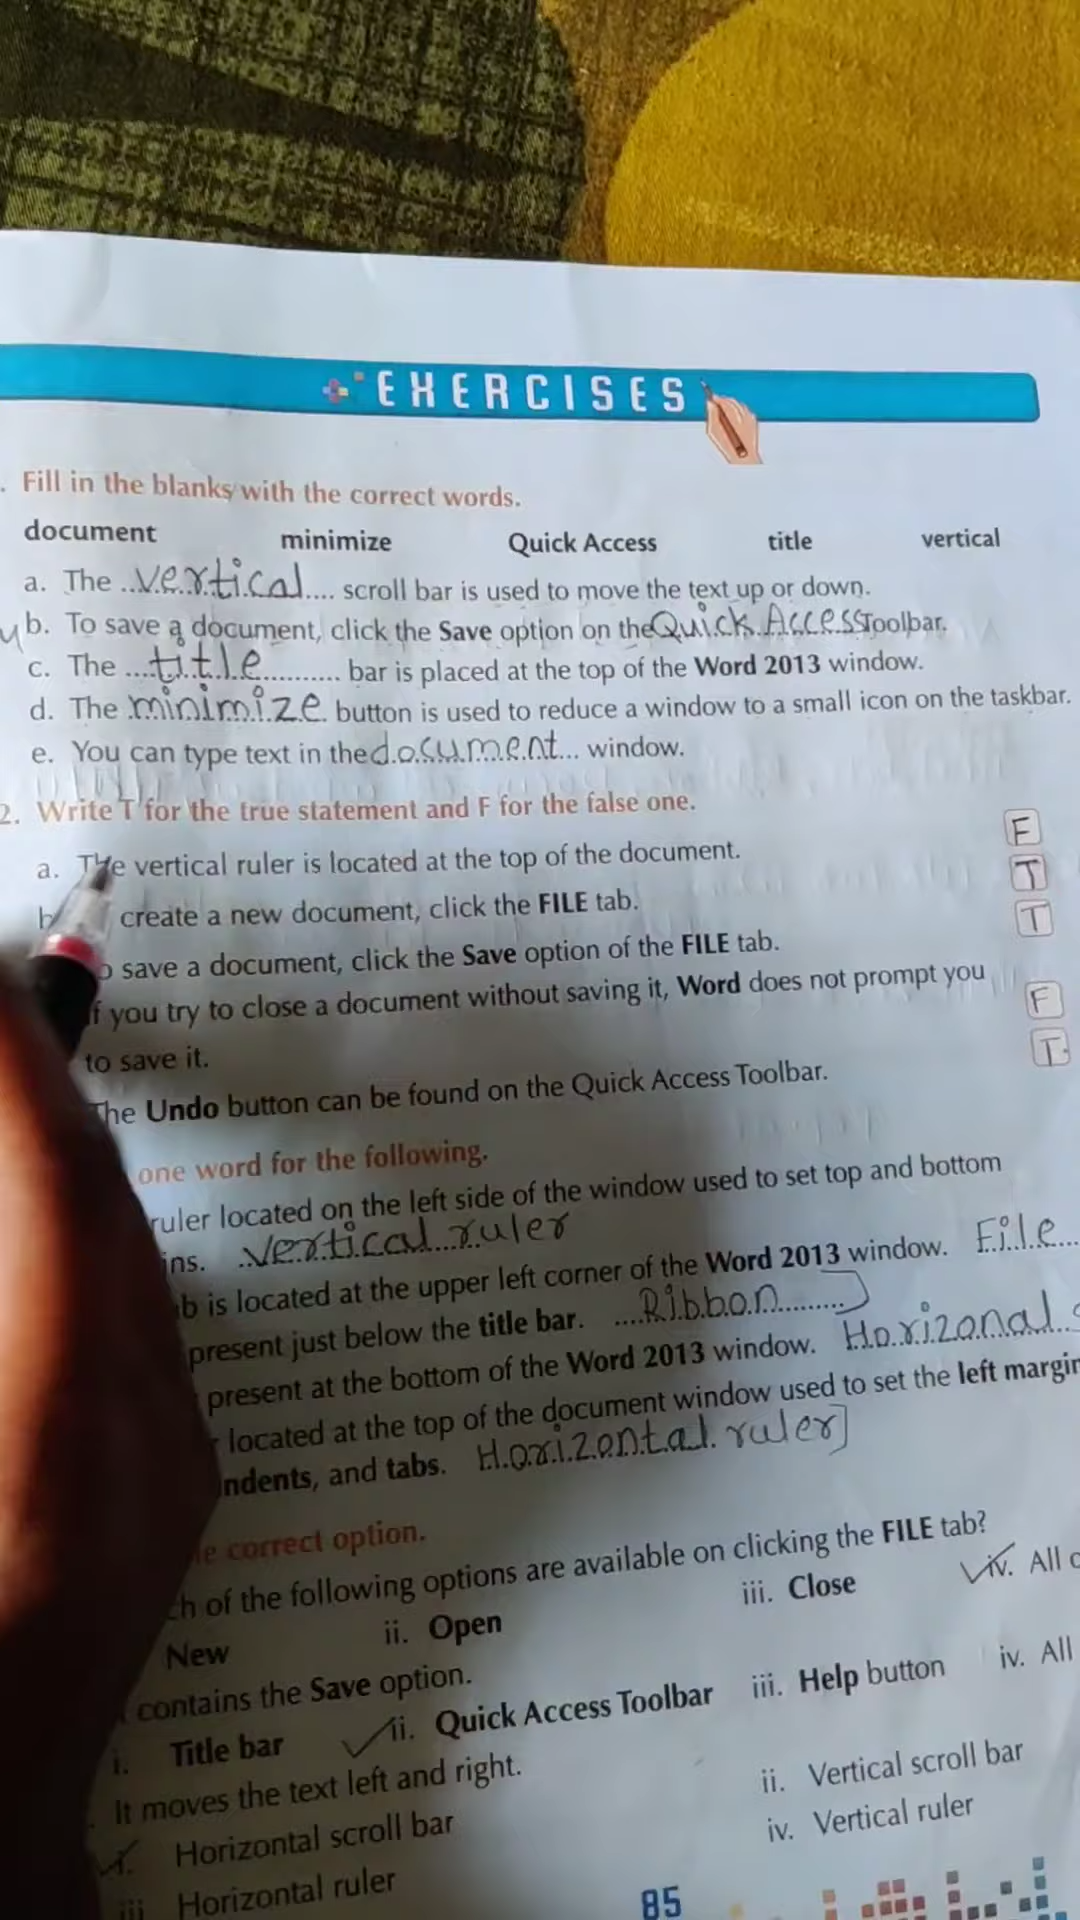 EXERCISES
. Fill in the blanks with the correct words.
document minimize Quick Access title vertical
a. The ..vertical.... scroll bar is used to move the text up or down.
b. To save a document, click the Save option on the Quick Access Toolbar.
c. The ....title.......... bar is placed at the top of the Word 2013 window.
d. The minimize. button is used to reduce a window to a small icon on the taskbar.
e. You can type text in the document... window.
2. Write T for the true statement and F for the false one.
a. The vertical ruler is located at the top of the document. F
create a new document, click the FILE tab. T
save a document, click the Save option of the FILE tab. T
f you try to close a document without saving it, Word does not prompt you
to save it. F
The Undo button can be found on the Quick Access Toolbar. T.
one word for the following.
ruler located on the left side of the window used to set top and bottom
ins. .vertical ruler
b is located at the upper left corner of the Word 2013 window. File...
present just below the title bar. ....Ribbon.........
present at the bottom of the Word 2013 window. Horizonal
located at the top of the document window used to set the left margin
ndents, and tabs. Horizontal ruler
e correct option.
ch of the following options are available on clicking the FILE tab?
New ii. Open iii. Close iv. All
contains the Save option.
i. Title bar ii. Quick Access Toolbar iii. Help button iv. All
It moves the text left and right.
i. Horizontal scroll bar ii. Vertical scroll bar
iii Horizontal ruler iv. Vertical ruler
85